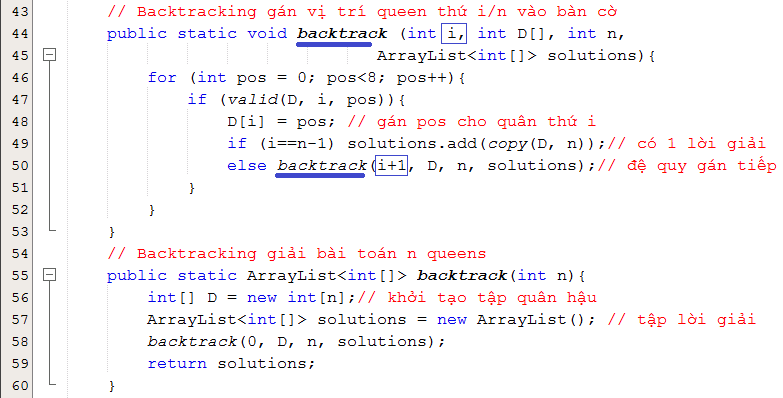 43 // Backtracking gán vị trí queen thứ i/n vào bàn cờ
44 public static void backtrack (int i, int D[], int n,
45 ArrayList<int[]> solutions){
46 for (int pos = 0; pos<8; pos++){
47 if (valid(D, i, pos)){
48 D[i] = pos; // gán pos cho quân thứ i
49 if (i==n-1) solutions.add(copy(D, n));// có 1 lời giải
50 else backtrack(i+1, D, n, solutions);// đệ quy gán tiếp
51 }
52 }
53 }
54 // Backtracking giải bài toán n queens
55 public static ArrayList<int[]> backtrack(int n){
56 int[] D = new int[n];// khởi tạo tập quân hậu
57 ArrayList<int[]> solutions = new ArrayList(); // tập lời giải
58 backtrack(0, D, n, solutions);
59 return solutions;
60 }